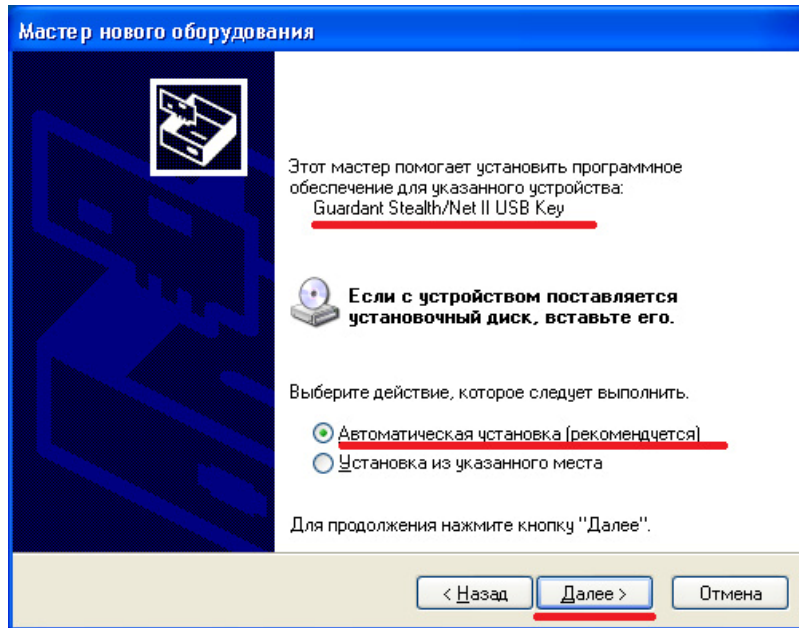 Мастер нового оборудования
Этот мастер помогает установить программное
обеспечение для указанного устройства:
Guardant Stealth/Net II USB Key
Если с устройством поставляется
установочный диск, вставьте его.
Выберите действие, которое следует выполнить.
Автоматическая установка (рекомендуется)
Установка из указанного места
Для продолжения нажмите кнопку "Далее".
< Назад Далее > Отмена